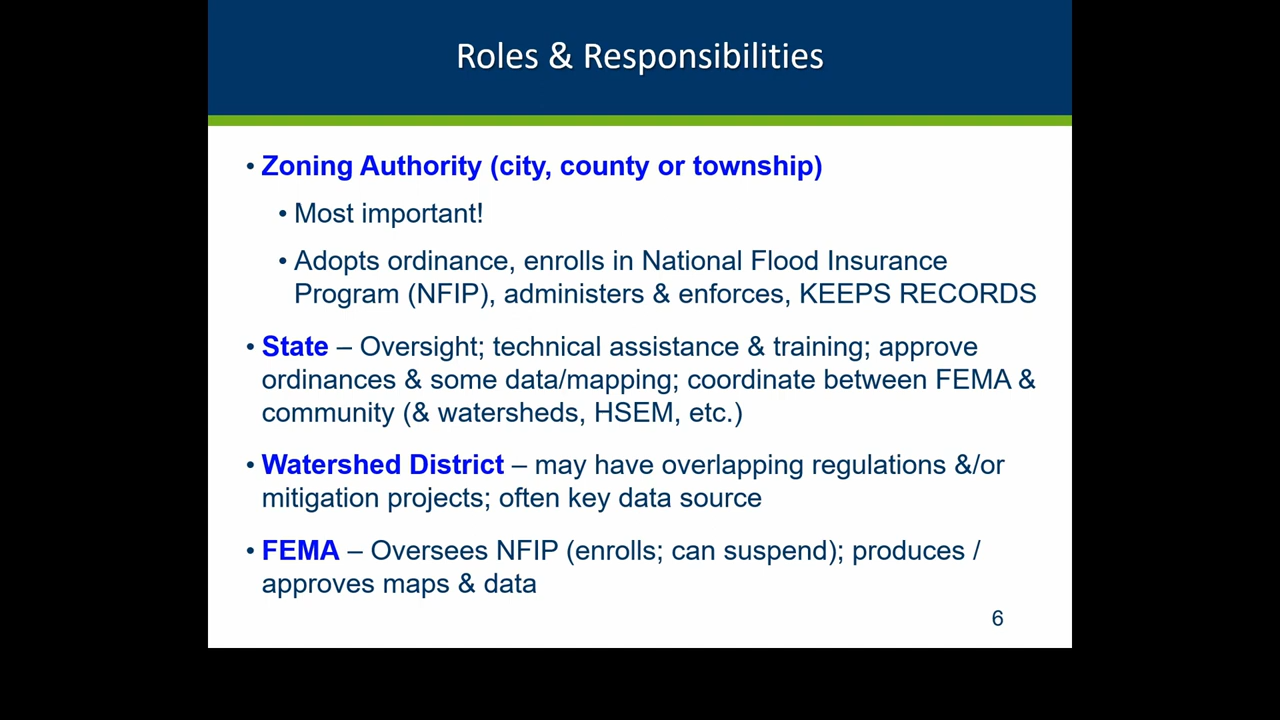 Roles & Responsibilities
• Zoning Authority (city, county or township)
• Most important!
• Adopts ordinance, enrolls in National Flood Insurance
Program (NFIP), administers & enforces, KEEPS RECORDS
• State – Oversight; technical assistance & training; approve
ordinances & some data/mapping; coordinate between FEMA &
community (& watersheds, HSEM, etc.)
• Watershed District – may have overlapping regulations &/or
mitigation projects; often key data source
• FEMA – Oversees NFIP (enrolls; can suspend); produces /
approves maps & data
6